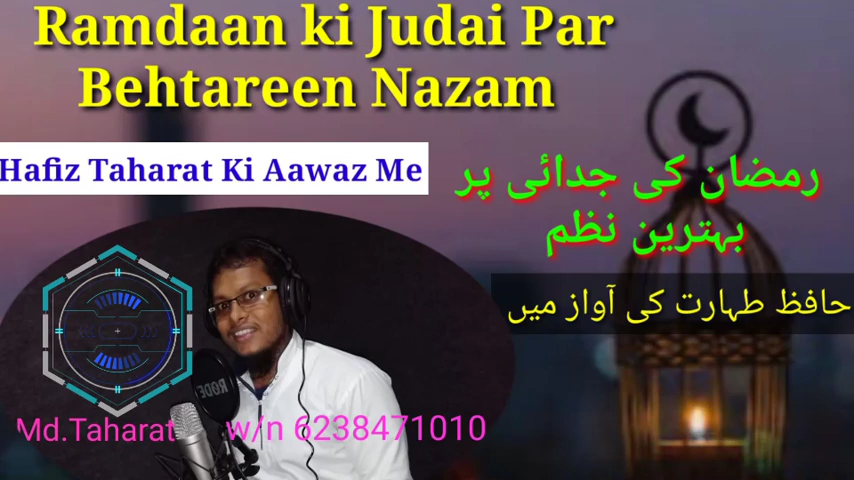 Ramdaan ki Judai Par
Behtareen Nazam
Hafiz Taharat Ki Aawaz Me
رمضان کی جدائی پر
بہترین نظم
حافظ طہارت کی آواز میں
RODE
Md.Taharat
w/n 6238471010